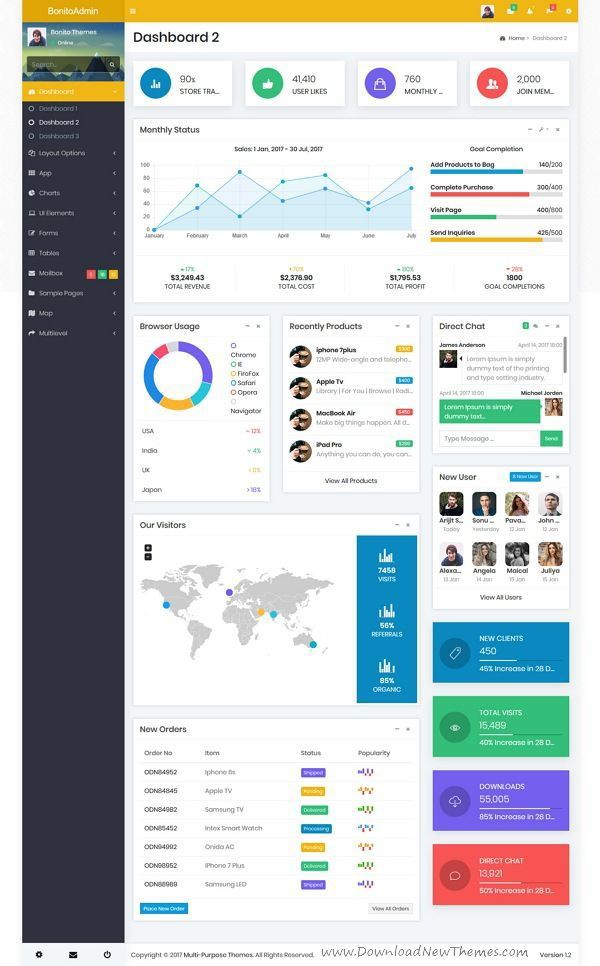 BonitoAdmin
Bonito Themes
Online
Search...
Dashboard
Dashboard 1
Dashboard 2
Dashboard 3
Layout Options
App
Charts
UI Elements
Forms
Tables
Mailbox
Sample Pages
Map
Multilevel
Dashboard 2
Home > Dashboard 2
90%
STORE TRA...
41,410
USER LIKES
760
MONTHLY ...
2,000
JOIN MEM...
Monthly Status
Sales: 1 Jan, 2017 - 30 Jul, 2017
100
80
60
40
20
0
January February March April May June July
Goal Completion
Add Products to Bag 140/200
Complete Purchase 300/400
Visit Page 400/800
Send Inquiries 425/500
17%
$3,249.43
TOTAL REVENUE
70%
$2,376.90
TOTAL COST
$1,795.53
TOTAL PROFIT
28%
1800
GOAL COMPLETIONS
Browser Usage
Chrome
IE
FireFox
Safari
Opera
Navigator
USA 12%
India 4%
UK 0%
Japan 18%
Recently Products
iphone 7plus $300
12MP Wide-angle and telepho...
Apple Tv $400
Library | For You | Browse | Radi...
MacBook Air $450
Make big things happen. All d...
iPad Pro $289
Anything you can do, you can...
View All Products
Direct Chat
James Anderson April 14, 2017 18:00
Lorem Ipsum is simply
dummy text of the printing
and type setting industry.
April 14, 2017 18:00 Michael Jorden
Lorem Ipsum is simply
dummy text...
Type Message ... Send
New User
8 New User
Arijit S... Sonu ... Pava... John ...
Today Yesterday 12 Jan 12 Jan
Alexa... Angela Maical Juliya
13 Jan 14 Jan 15 Jan 15 Jan
View All Users
Our Visitors
7458
VISITS
56%
REFERRALS
85%
ORGANIC
NEW CLIENTS
450
45% Increase in 28 D...
TOTAL VISITS
15,489
40% Increase in 28 D...
DOWNLOADS
55,005
85% Increase in 28 D...
DIRECT CHAT
13,921
50% Increase in 28 D...
New Orders
Order No Item Status Popularity
ODN84952 Iphone 6s Shipped
ODN84845 Apple TV Pending
ODN84982 Samsung TV Delivered
ODN85452 Intex Smart Watch Processing
ODN94992 Onida AC Pending
ODN98952 iPhone 7 Plus Delivered
ODN88989 Samsung LED Shipped
Place New Order
View All Orders
Copyright © 2017 Multi-Purpose Themes. All Rights Reserved.
www.DownloadNewThemes.com
Version 1.2